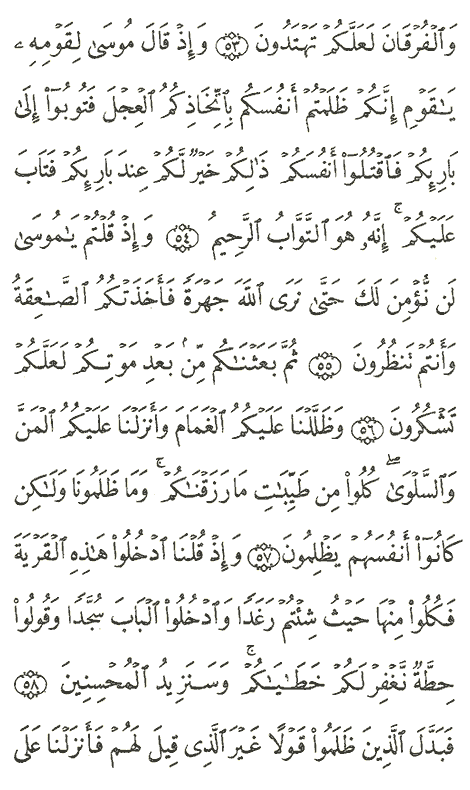 وَٱلۡفُرۡقَانَ لَعَلَّكُمۡ تَهۡتَدُونَ ٥٣ وَإِذۡ قَالَ مُوسَىٰ لِقَوۡمِهِۦ
يَٰقَوۡمِ إِنَّكُمۡ ظَلَمۡتُمۡ أَنفُسَكُم بِٱتِّخَاذِكُمُ ٱلۡعِجۡلَ فَتُوبُوٓاْ إِلَىٰ
بَارِئِكُمۡ فَٱقۡتُلُوٓاْ أَنفُسَكُمۡ ذَٰلِكُمۡ خَيۡرٞ لَّكُمۡ عِندَ بَارِئِكُمۡ فَتَابَ
عَلَيۡكُمۡۚ إِنَّهُۥ هُوَ ٱلتَّوَّابُ ٱلرَّحِيمُ ٥٤ وَإِذۡ قُلۡتُمۡ يَٰمُوسَىٰ
لَن نُّؤۡمِنَ لَكَ حَتَّىٰ نَرَى ٱللَّهَ جَهۡرَةٗ فَأَخَذَتۡكُمُ ٱلصَّٰعِقَةُ
وَأَنتُمۡ تَنظُرُونَ ٥٥ ثُمَّ بَعَثۡنَٰكُم مِّنۢ بَعۡدِ مَوۡتِكُمۡ لَعَلَّكُمۡ
تَشۡكُرُونَ ٥٦ وَظَلَّلۡنَا عَلَيۡكُمُ ٱلۡغَمَامَ وَأَنزَلۡنَا عَلَيۡكُمُ ٱلۡمَنَّ
وَٱلسَّلۡوَىٰۖ كُلُواْ مِن طَيِّبَٰتِ مَا رَزَقۡنَٰكُمۡۚ وَمَا ظَلَمُونَا وَلَٰكِن
كَانُوٓاْ أَنفُسَهُمۡ يَظۡلِمُونَ ٥٧ وَإِذۡ قُلۡنَا ٱدۡخُلُواْ هَٰذِهِ ٱلۡقَرۡيَةَ
فَكُلُواْ مِنۡهَا حَيۡثُ شِئۡتُمۡ رَغَدٗا وَٱدۡخُلُواْ ٱلۡبَابَ سُجَّدٗا وَقُولُواْ
حِطَّةٞ نَّغۡفِرۡ لَكُمۡ خَطَٰيَٰكُمۡۚ وَسَنَزِيدُ ٱلۡمُحۡسِنِينَ ٥٨
فَبَدَّلَ ٱلَّذِينَ ظَلَمُواْ قَوۡلًا غَيۡرَ ٱلَّذِي قِيلَ لَهُمۡ فَأَنزَلۡنَا عَلَى